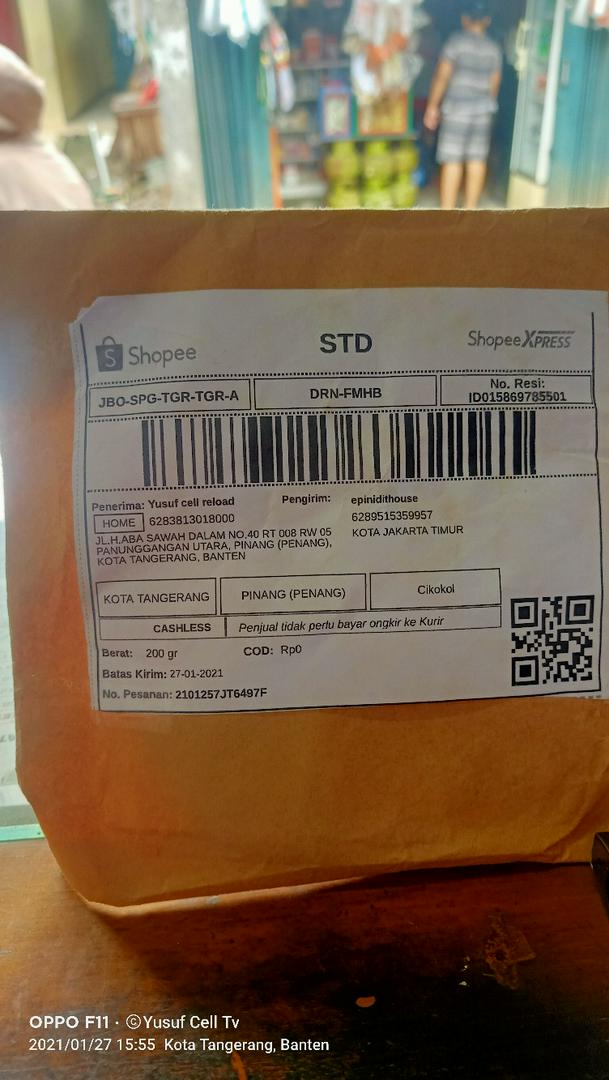 Shopee
STD
Shopee XPRESS
JBO-SPG-TGR-TGR-A
DRN-FMHB
No. Resi:
ID015869785501
Penerima: Yusuf cell reload
Pengirim: epinidithouse
HOME 6283813018000
6289515359957
JL.H.ABA SAWAH DALAM NO.40 RT 008 RW 05
KOTA JAKARTA TIMUR
PANUNGGANGAN UTARA, PINANG (PENANG),
KOTA TANGERANG, BANTEN
KOTA TANGERANG
PINANG (PENANG)
Cikokol
CASHLESS
Penjual tidak perlu bayar ongkir ke Kurir
Berat: 200 gr
COD: Rp0
Batas Kirim: 27-01-2021
No. Pesanan: 2101257JT6497F
OPPO F11 · ©Yusuf Cell Tv
2021/01/27 15:55 Kota Tangerang, Banten